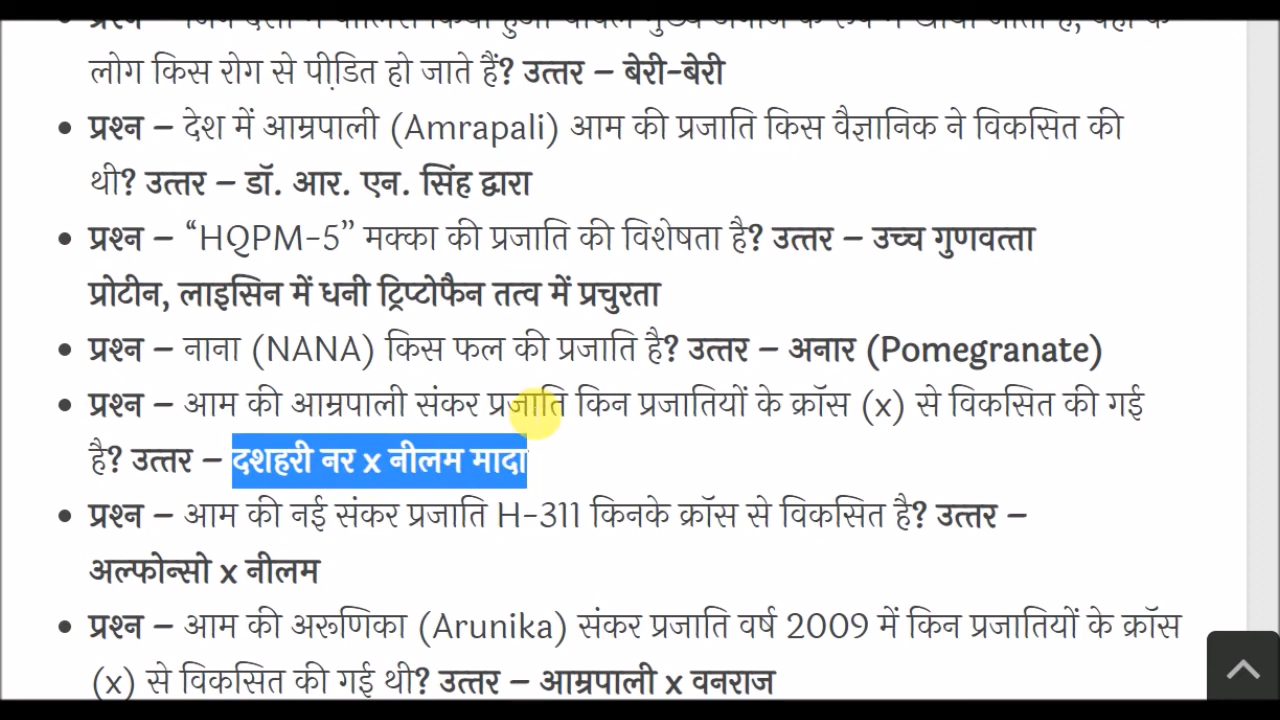 प्रश्न – जिन देशों में पॉलिश किया हुआ चावल मुख्य अनाज के रूप में खाया जाता है, वहां के
लोग किस रोग से पीडि़त हो जाते हैं? उत्तर – बेरी-बेरी
प्रश्न – देश में आम्रपाली (Amrapali) आम की प्रजाति किस वैज्ञानिक ने विकसित की
थी? उत्तर – डॉ. आर. एन. सिंह द्वारा
प्रश्न – “HQPM-5” मक्का की प्रजाति की विशेषता है? उत्तर – उच्च गुणवत्ता
प्रोटीन, लाइसिन में धनी ट्रिप्टोफैन तत्व में प्रचुरता
प्रश्न – नाना (NANA) किस फल की प्रजाति है? उत्तर – अनार (Pomegranate)
प्रश्न – आम की आम्रपाली संकर प्रजाति किन प्रजातियों के क्रॉस (x) से विकसित की गई
है? उत्तर – दशहरी नर x नीलम मादा
प्रश्न – आम की नई संकर प्रजाति H-311 किनके क्रॉस से विकसित है? उत्तर –
अल्फोन्सो x नीलम
प्रश्न – आम की अरूणिका (Arunika) संकर प्रजाति वर्ष 2009 में किन प्रजातियों के क्रॉस
(x) से विकसित की गई थी? उत्तर – आम्रपाली x वनराज